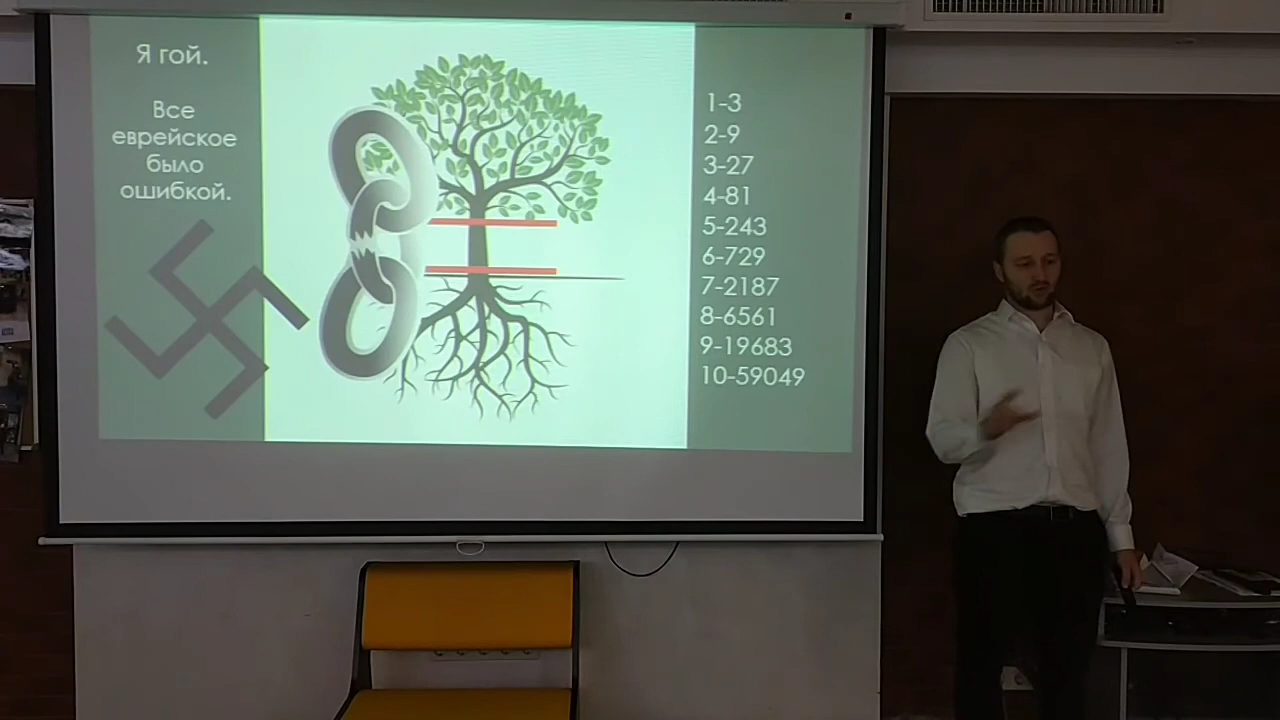 Я гой.
Все
еврейское
было
ошибкой.
1-3
2-9
3-27
4-81
5-243
6-729
7-2187
8-6561
9-19683
10-59049